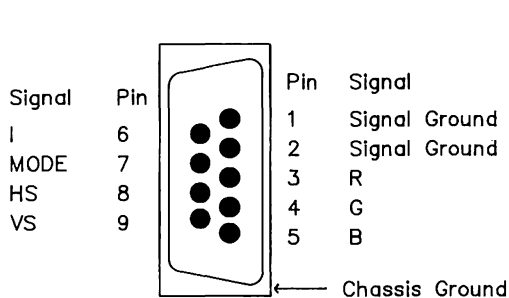 Signal Pin
I 6
MODE 7
HS 8
VS 9
Pin Signal
1 Signal Ground
2 Signal Ground
3 R
4 G
5 B
Chassis Ground